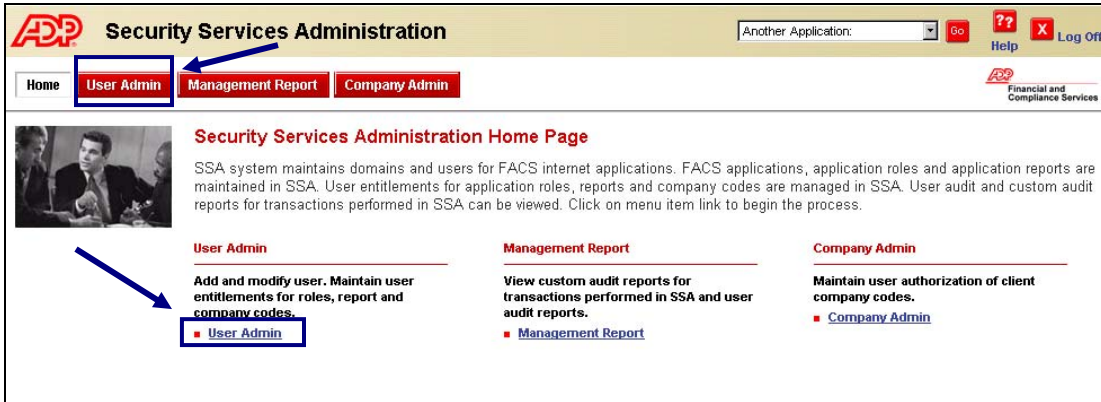 ADP
Security Services Administration
Another Application:
Go
??
Help
X
Log Off
Home
User Admin
Management Report
Company Admin
ADP
Financial and
Compliance Services
Security Services Administration Home Page
SSA system maintains domains and users for FACS internet applications. FACS applications, application roles and application reports are
maintained in SSA. User entitlements for application roles, reports and company codes are managed in SSA. User audit and custom audit
reports for transactions performed in SSA can be viewed. Click on menu item link to begin the process.
User Admin
Add and modify user. Maintain user
entitlements for roles, report and
company codes.
User Admin
Management Report
View custom audit reports for
transactions performed in SSA and user
audit reports.
Management Report
Company Admin
Maintain user authorization of client
company codes.
Company Admin